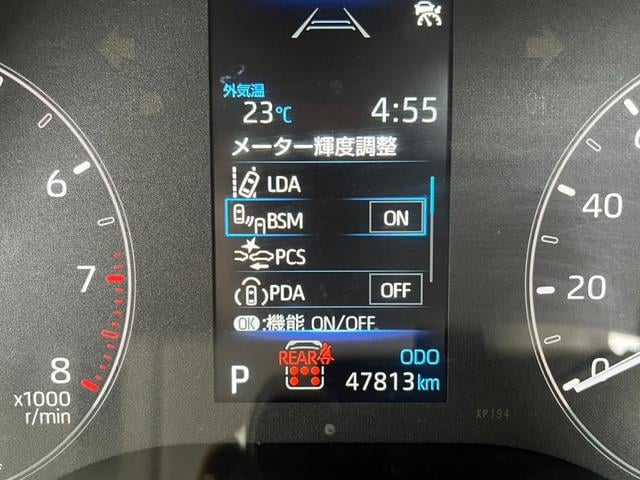 外気温
23℃
4:55
メーター輝度調整
LDA
BSM ON
PCS
PDA OFF
OK:機能 ON/OFF
REAR
P
ODO
47813km
6
7
8
x1000
r/min
40
20
0
XP194